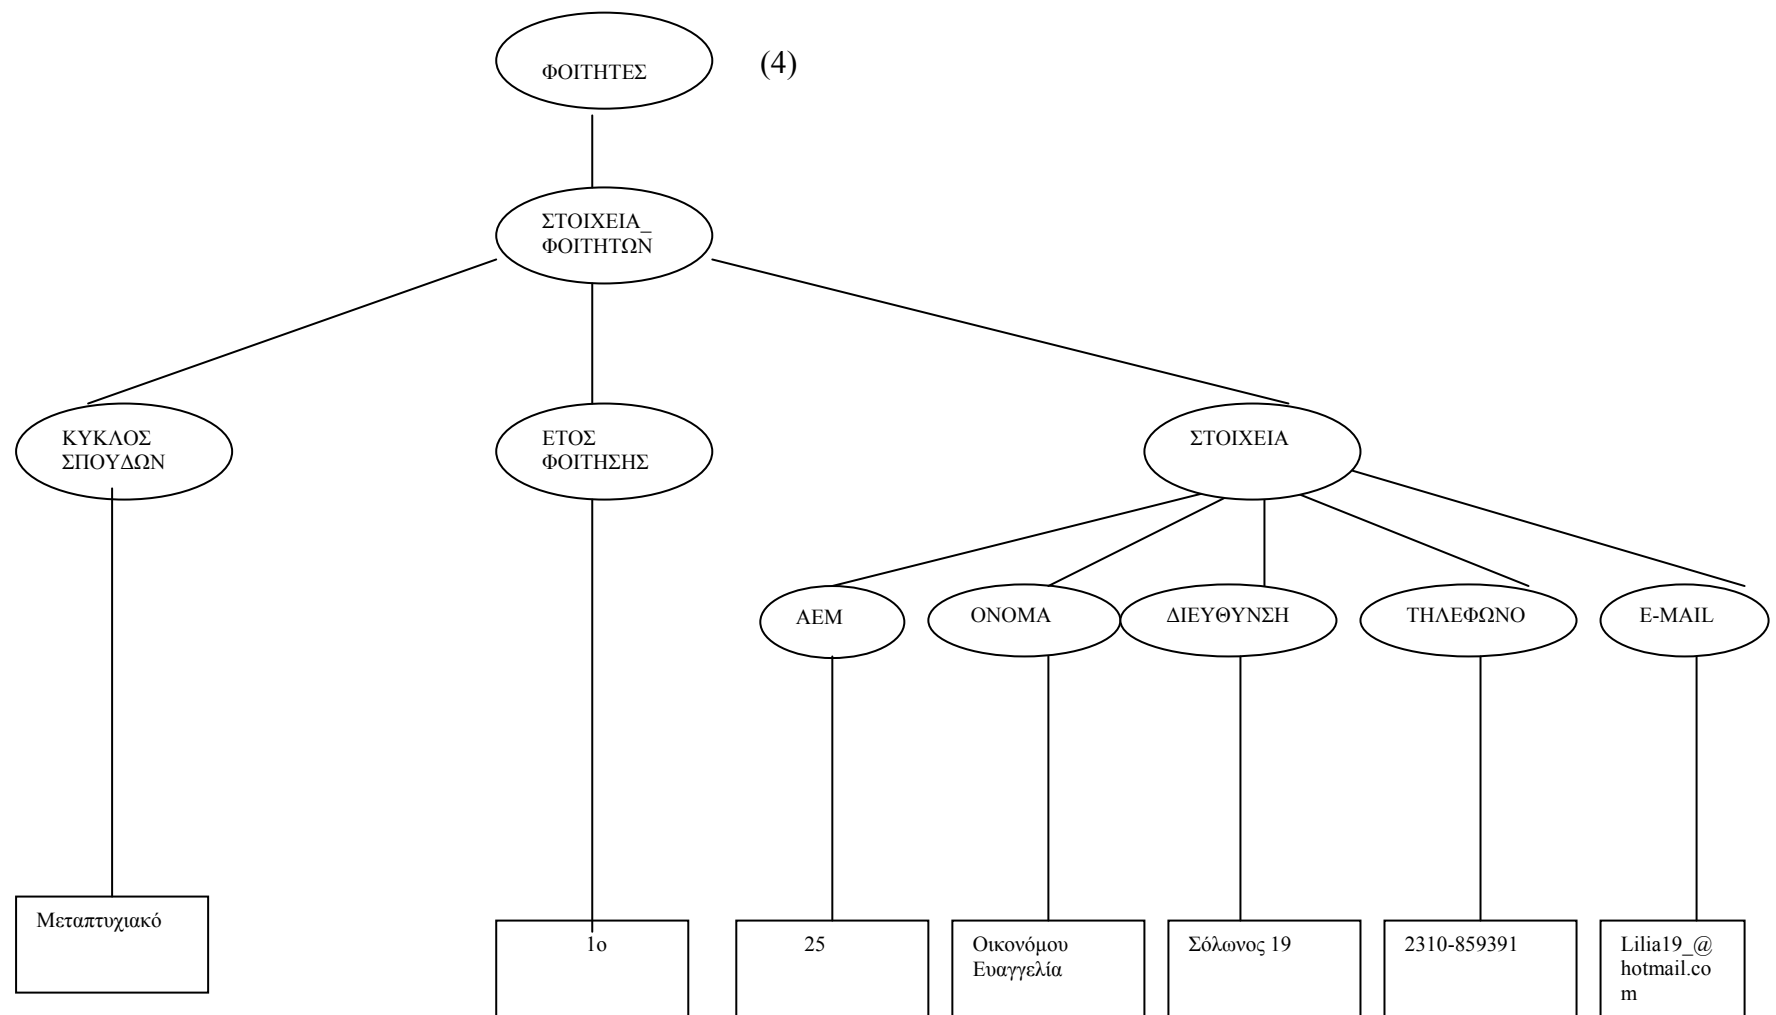 ΦΟΙΤΗΤΕΣ
(4)
ΣΤΟΙΧΕΙΑ_
ΦΟΙΤΗΤΩΝ
ΚΥΚΛΟΣ
ΣΠΟΥΔΩΝ
ΕΤΟΣ
ΦΟΙΤΗΣΗΣ
ΣΤΟΙΧΕΙΑ
ΑΕΜ
ΟΝΟΜΑ
ΔΙΕΥΘΥΝΣΗ
ΤΗΛΕΦΩΝΟ
E-MAIL
Μεταπτυχιακό
1ο
25
Οικονόμου
Ευαγγελία
Σόλωνος 19
2310-859391
Lilia19_@
hotmail.co
m